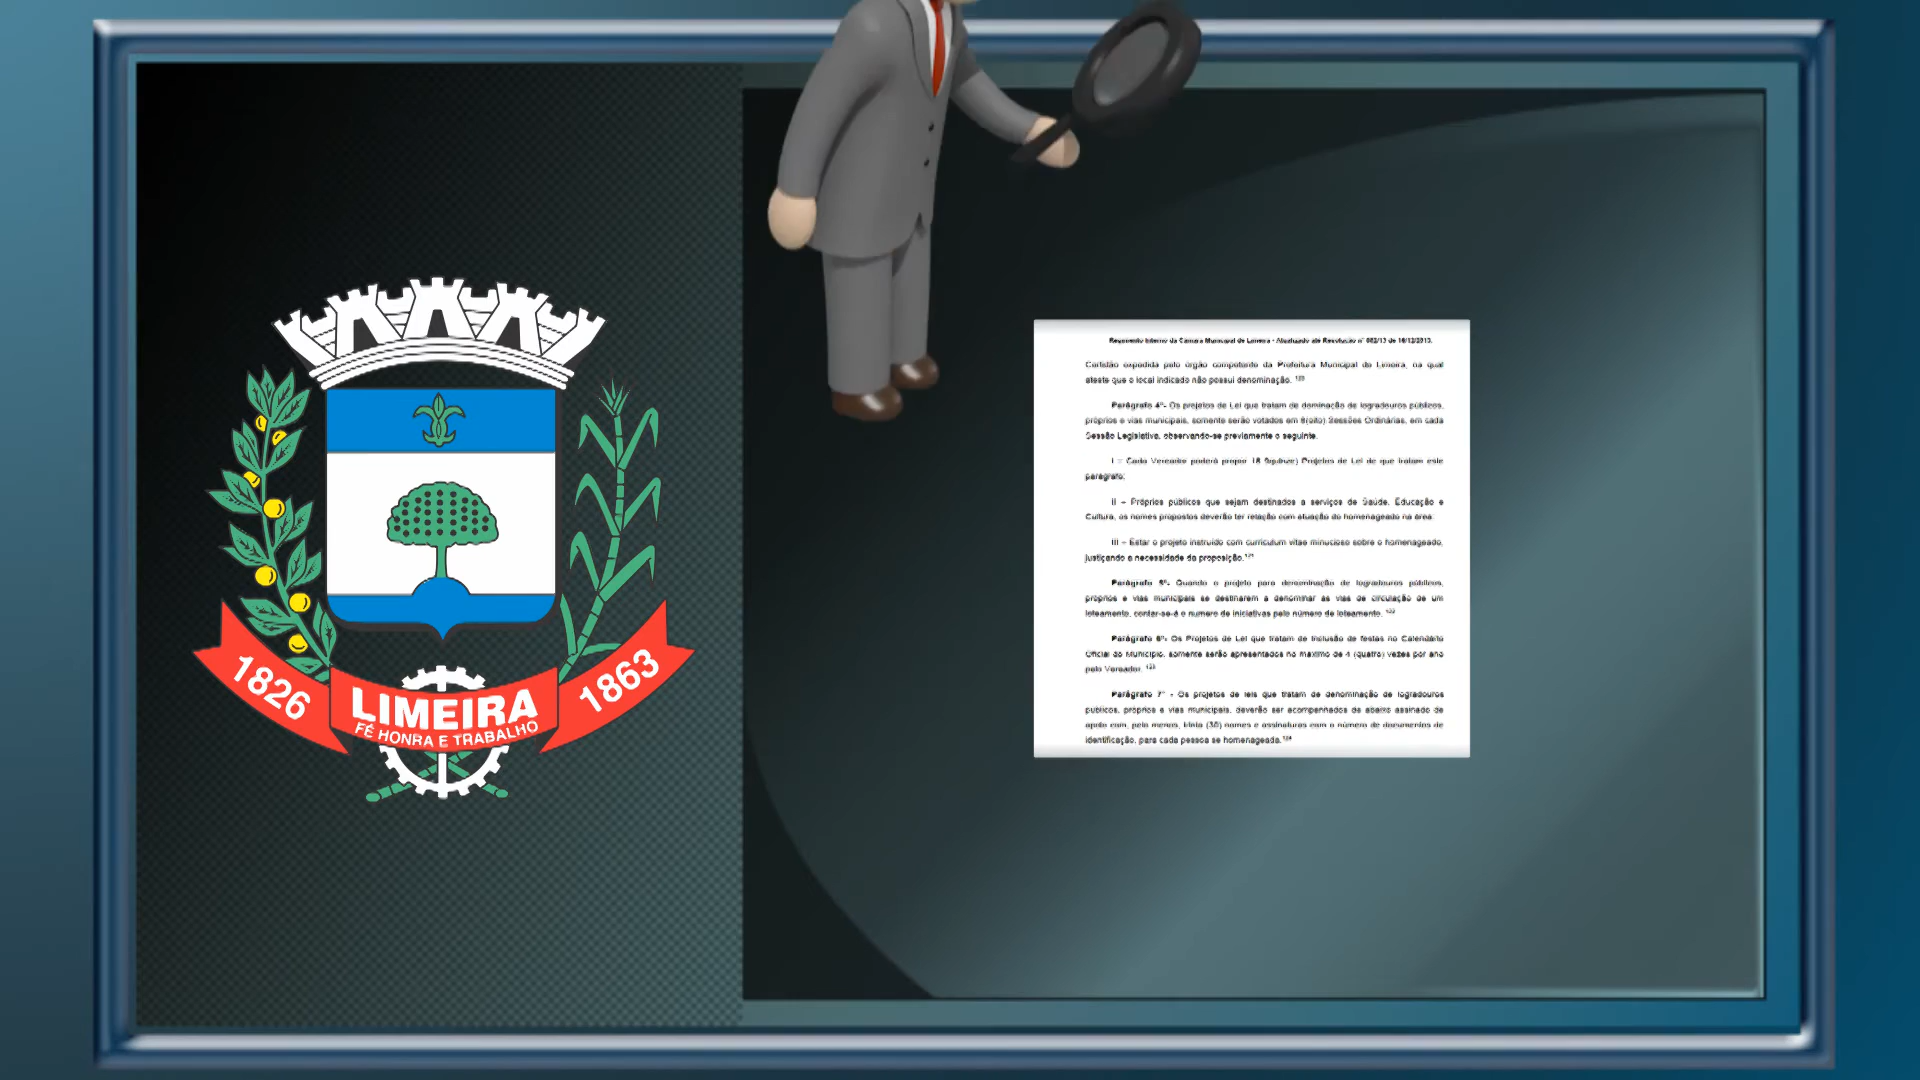 1826
LIMEIRA
FÉ HONRA E TRABALHO
1863
Regimento Interno da Câmara Municipal de Limeira - Atualizado até Resolução nº
Certidão expedida pelo órgão competente da Prefeitura Municipal de Limeira, na qual
ateste que o local indicado não possui denominação.
Parágrafo 4º- Os projetos de Lei que tratam de dominação de logradouros públicos,
próprios e vias municipais, somente serão votados em 8(oito) Sessões Ordinárias, em cada
Sessão Legislativa, observando-se previamente o seguinte.
I – Cada Vereador poderá propor Projetos de Lei de que tratam este
parágrafo;
II – Próprios públicos que sejam destinados a serviços de Saúde, Educação e
Cultura, os nomes propostos deverão ter relação com atuação do homenageado na área.
III – Estar o projeto instruído com curriculum vitae minucioso sobre o homenageado,
justiçando a necessidade da proposição.
Parágrafo 5º- Quando o projeto para denominação de logradouros públicos,
próprios e vias municipais se destinarem a denominar as vias de circulação de um
loteamento, contar-se-á o numero de iniciativas pelo número de loteamento.
Parágrafo 6º- Os Projetos de Lei que tratam de inclusão de festas no Calendário
Oficial do Município, somente serão apresentados no máximo de 4 (quatro) vezes por ano
pelo Vereador.
Parágrafo 7º - Os projetos de leis que tratam de denominação de logradouros
públicos, próprios e vias municipais, deverão ser acompanhados de abaixo assinado de
apoio com, pelo menos, trinta (30) nomes e assinaturas com o número de documentos de
identificação, para cada pessoa se homenageada.